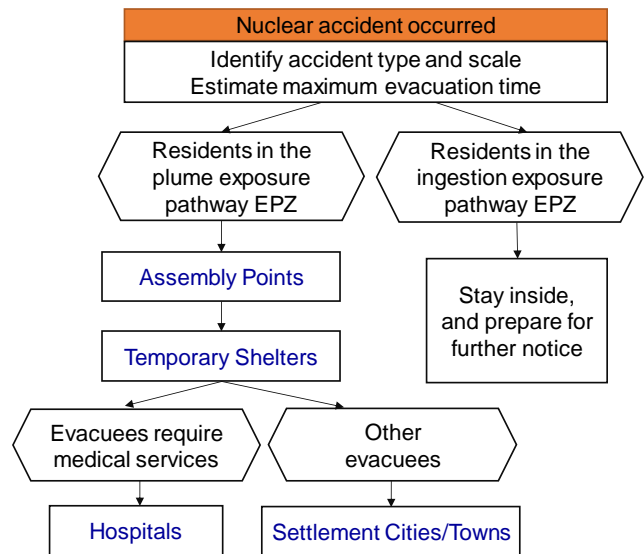 Nuclear accident occurred
Identify accident type and scale
Estimate maximum evacuation time
Residents in the
plume exposure
pathway EPZ
Residents in the
ingestion exposure
pathway EPZ
Assembly Points
Stay inside,
and prepare for
further notice
Temporary Shelters
Evacuees require
medical services
Other
evacuees
Hospitals
Settlement Cities/Towns